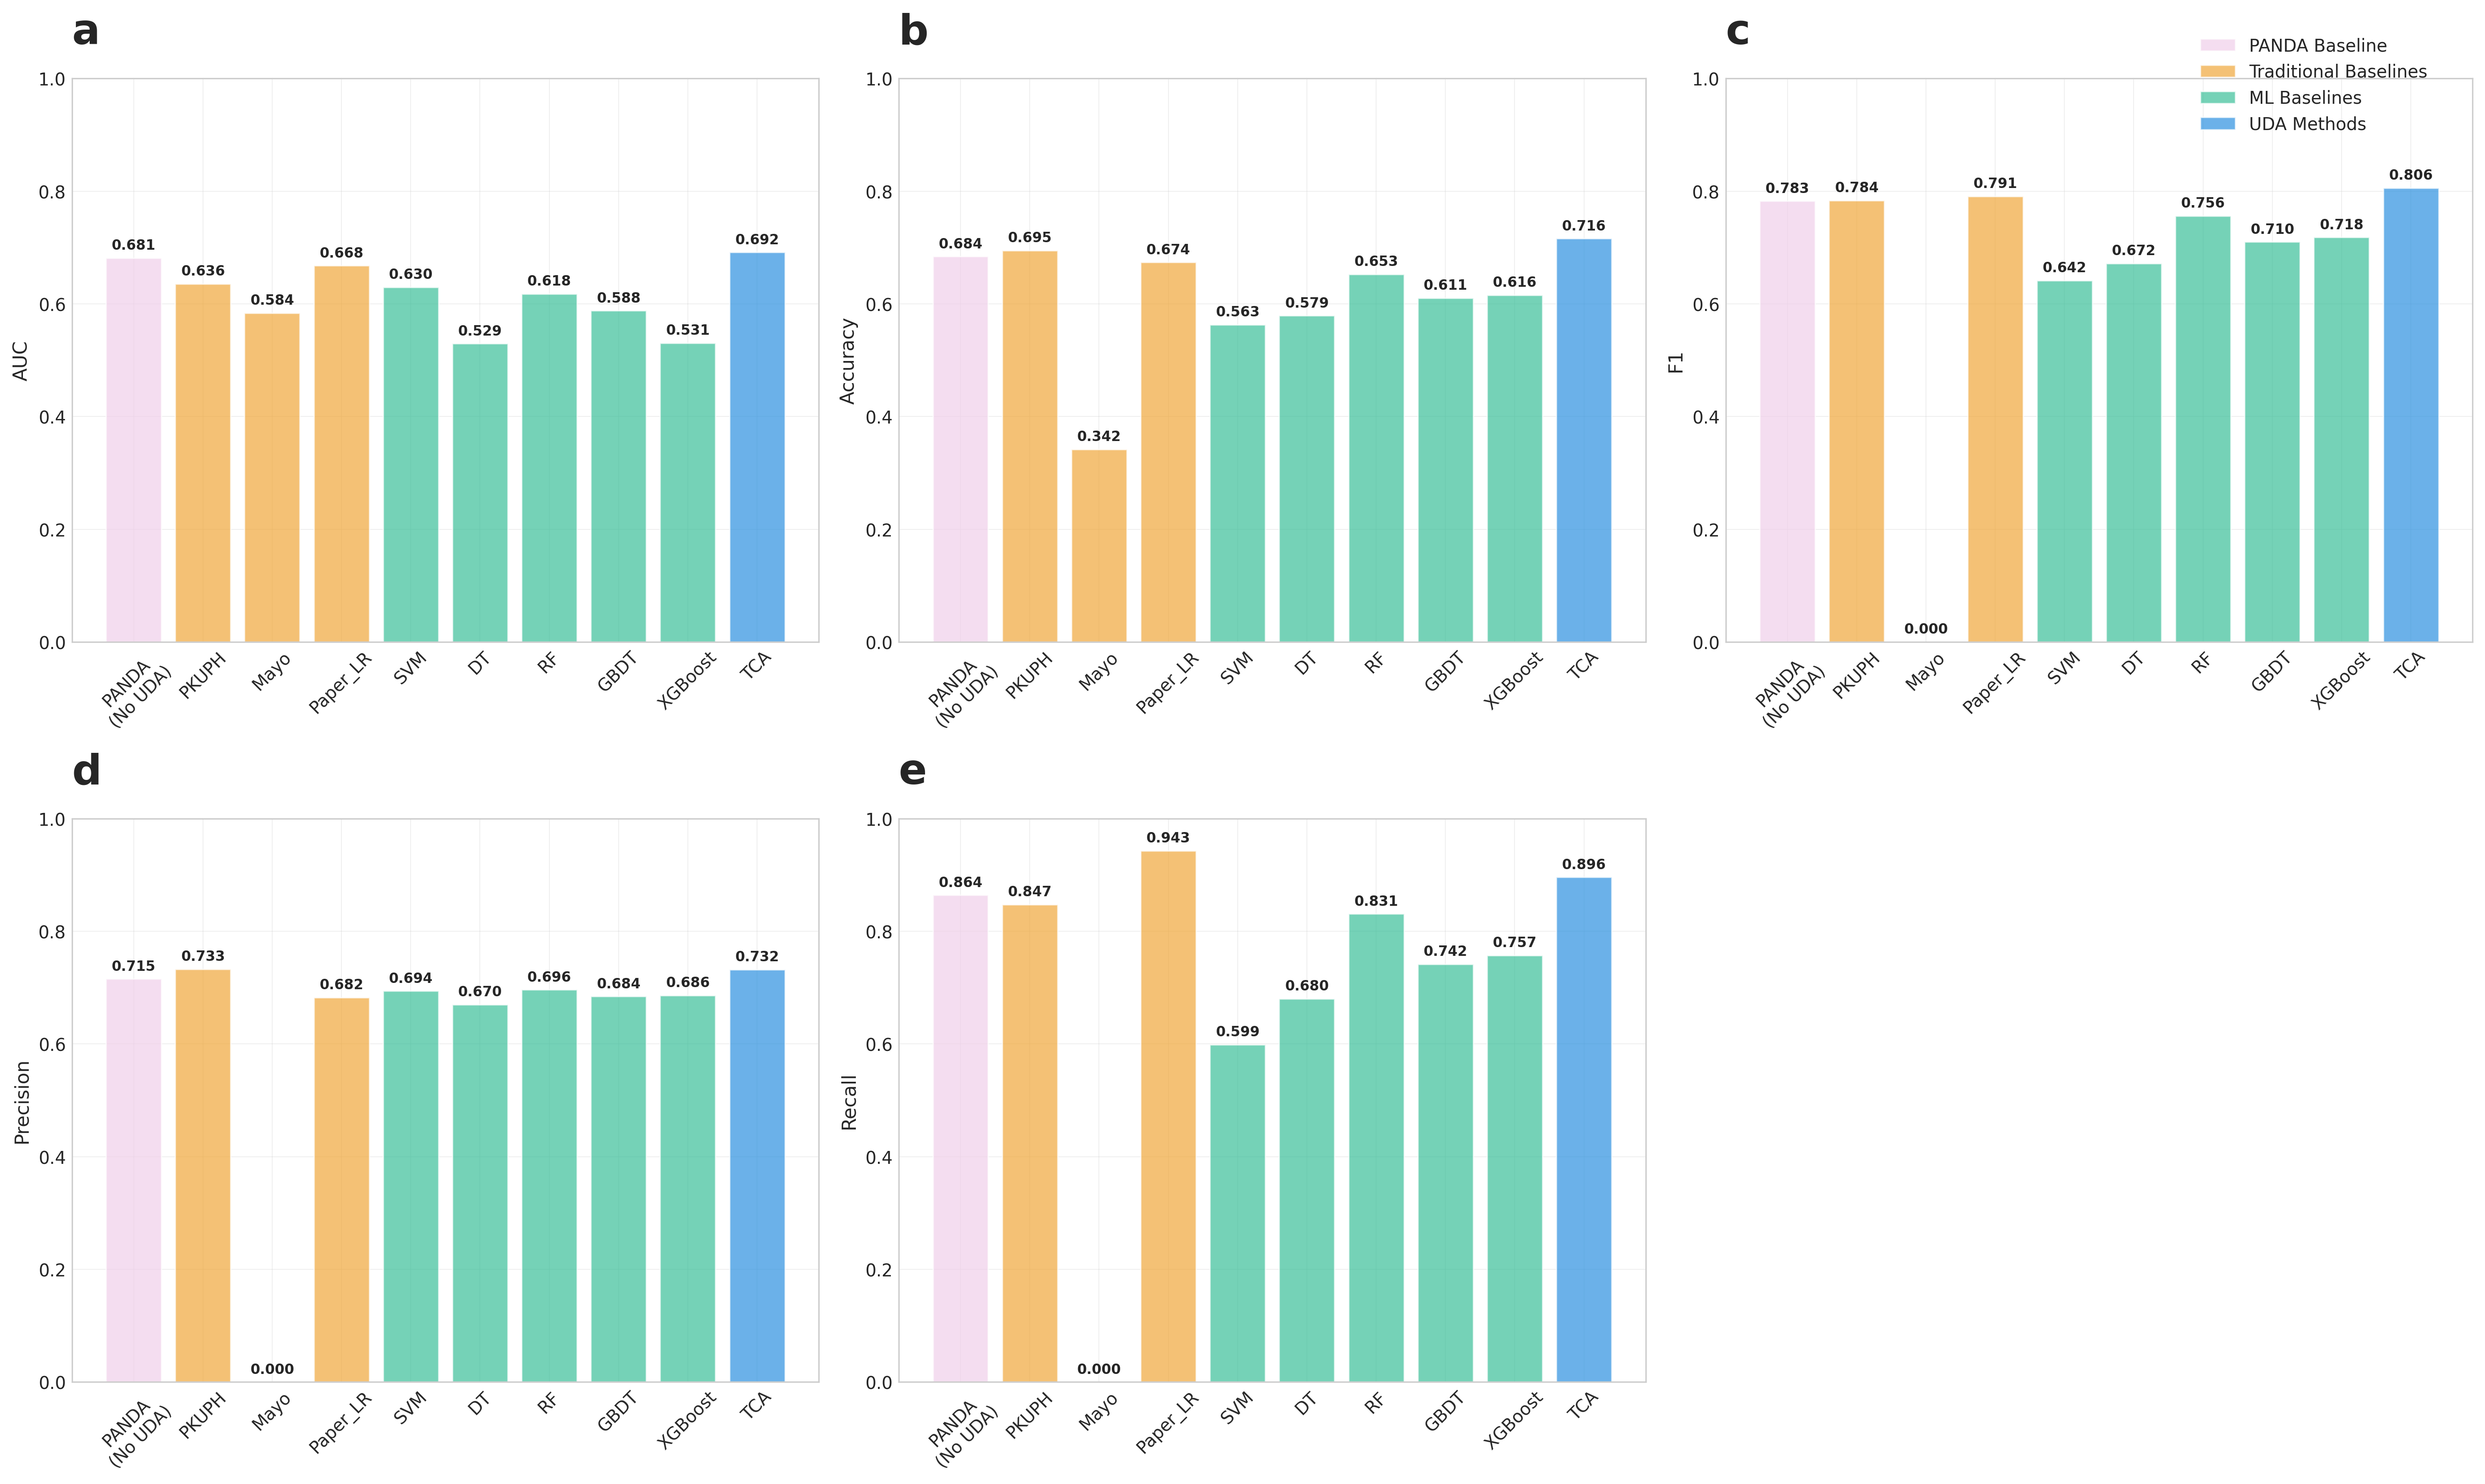 a
1.0
0.8
0.6
0.4
0.2
0.0
AUC
0.681
0.636
0.584
0.668
0.630
0.529
0.618
0.588
0.531
0.692
PANDA
(No UDA)
PKUPH
Mayo
Paper_LR
SVM
DT
RF
GBDT
XGBoost
TCA
b
1.0
0.8
0.6
0.4
0.2
0.0
Accuracy
0.684
0.695
0.342
0.674
0.563
0.579
0.653
0.611
0.616
0.716
PANDA
(No UDA)
PKUPH
Mayo
Paper_LR
SVM
DT
RF
GBDT
XGBoost
TCA
c
PANDA Baseline
Traditional Baselines
ML Baselines
UDA Methods
1.0
0.8
0.6
0.4
0.2
0.0
F1
0.783
0.784
0.000
0.791
0.642
0.672
0.756
0.710
0.718
0.806
PANDA
(No UDA)
PKUPH
Mayo
Paper_LR
SVM
DT
RF
GBDT
XGBoost
TCA
d
1.0
0.8
0.6
0.4
0.2
0.0
Precision
0.715
0.733
0.000
0.682
0.694
0.670
0.696
0.684
0.686
0.732
PANDA
(No UDA)
PKUPH
Mayo
Paper_LR
SVM
DT
RF
GBDT
XGBoost
TCA
e
1.0
0.8
0.6
0.4
0.2
0.0
Recall
0.864
0.847
0.000
0.943
0.599
0.680
0.831
0.742
0.757
0.896
PANDA
(No UDA)
PKUPH
Mayo
Paper_LR
SVM
DT
RF
GBDT
XGBoost
TCA